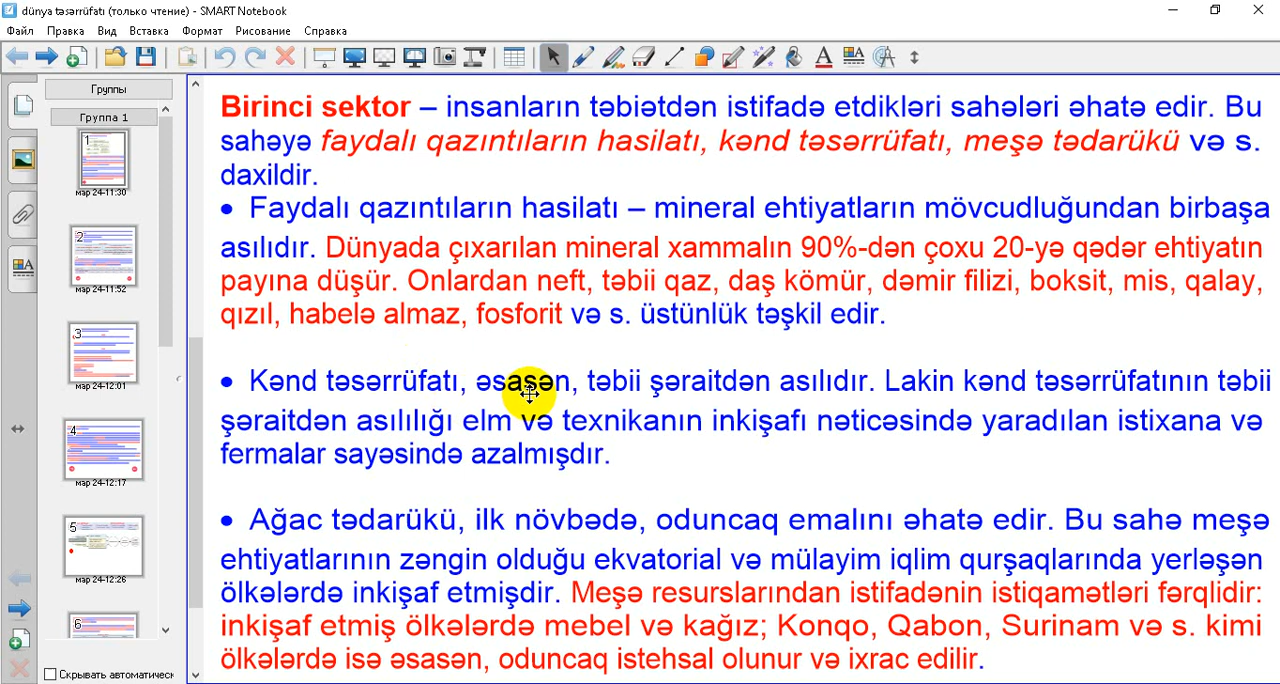 dünya təsərrüfatı (только чтение) - SMART Notebook
Файл Правка Вид Вставка Формат Рисование Справка
Группы
Группа 1
1
мар 24-11:30
2
мар 24-11:52
3
мар 24-12:01
4
мар 24-12:17
5
мар 24-12:26
6
Скрывать автоматическ
Birinci sektor – insanların təbiətdən istifadə etdikləri sahələri əhatə edir. Bu
sahəyə faydalı qazıntıların hasilatı, kənd təsərrüfatı, meşə tədarükü və s.
daxildir.
• Faydalı qazıntıların hasilatı – mineral ehtiyatların mövcudluğundan birbaşa
asılıdır. Dünyada çıxarılan mineral xammalın 90%-dən çoxu 20-yə qədər ehtiyatın
payına düşür. Onlardan neft, təbii qaz, daş kömür, dəmir filizi, boksit, mis, qalay,
qızıl, habelə almaz, fosforit və s. üstünlük təşkil edir.
• Kənd təsərrüfatı, əsasən, təbii şəraitdən asılıdır. Lakin kənd təsərrüfatının təbii
şəraitdən asılılığı elm və texnikanın inkişafı nəticəsində yaradılan istixana və
fermalar sayəsində azalmışdır.
• Ağac tədarükü, ilk növbədə, oduncaq emalını əhatə edir. Bu sahə meşə
ehtiyatlarının zəngin olduğu ekvatorial və mülayim iqlim qurşaqlarında yerləşən
ölkələrdə inkişaf etmişdir. Meşə resurslarından istifadənin istiqamətləri fərqlidir:
inkişaf etmiş ölkələrdə mebel və kağız; Konqo, Qabon, Surinam və s. kimi
ölkələrdə isə əsasən, oduncaq istehsal olunur və ixrac edilir.